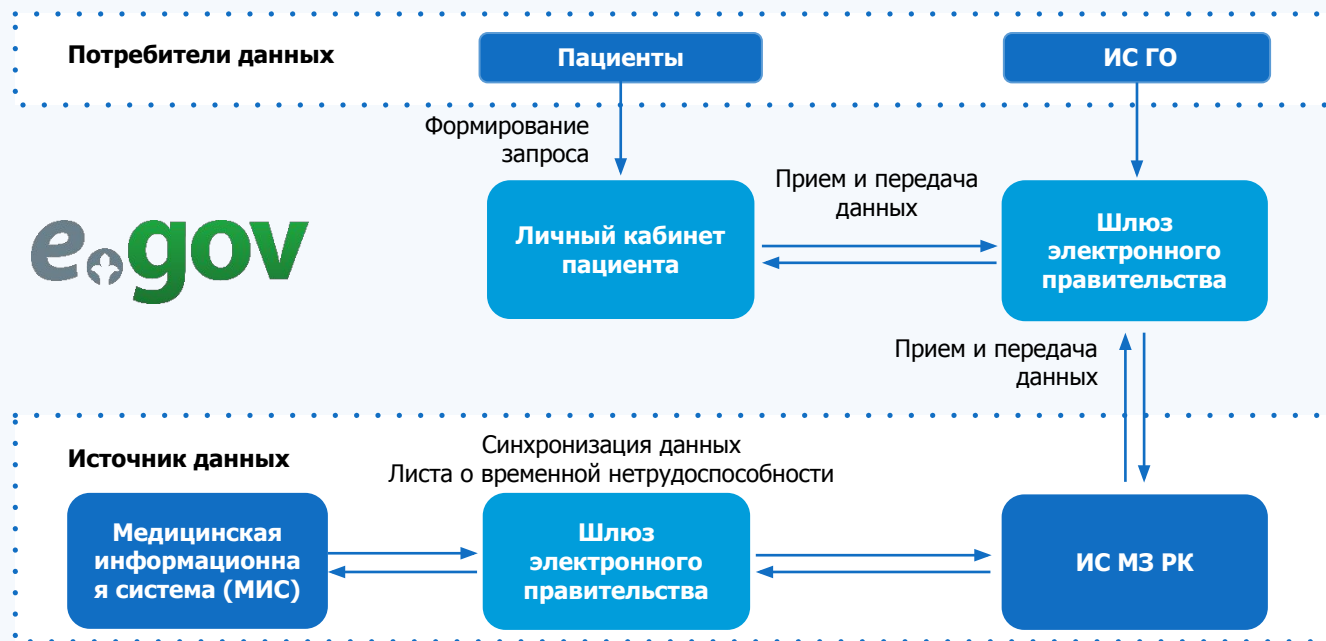 Потребители данных
Пациенты
ИС ГО
Формирование
запроса
Прием и передача
данных
Личный кабинет
пациента
Шлюз
электронного
правительства
e.gov
Прием и передача
данных
Источник данных
Синхронизация данных
Листа о временной нетрудоспособности
Медицинская
информационна
я система (МИС)
Шлюз
электронного
правительства
ИС МЗ РК